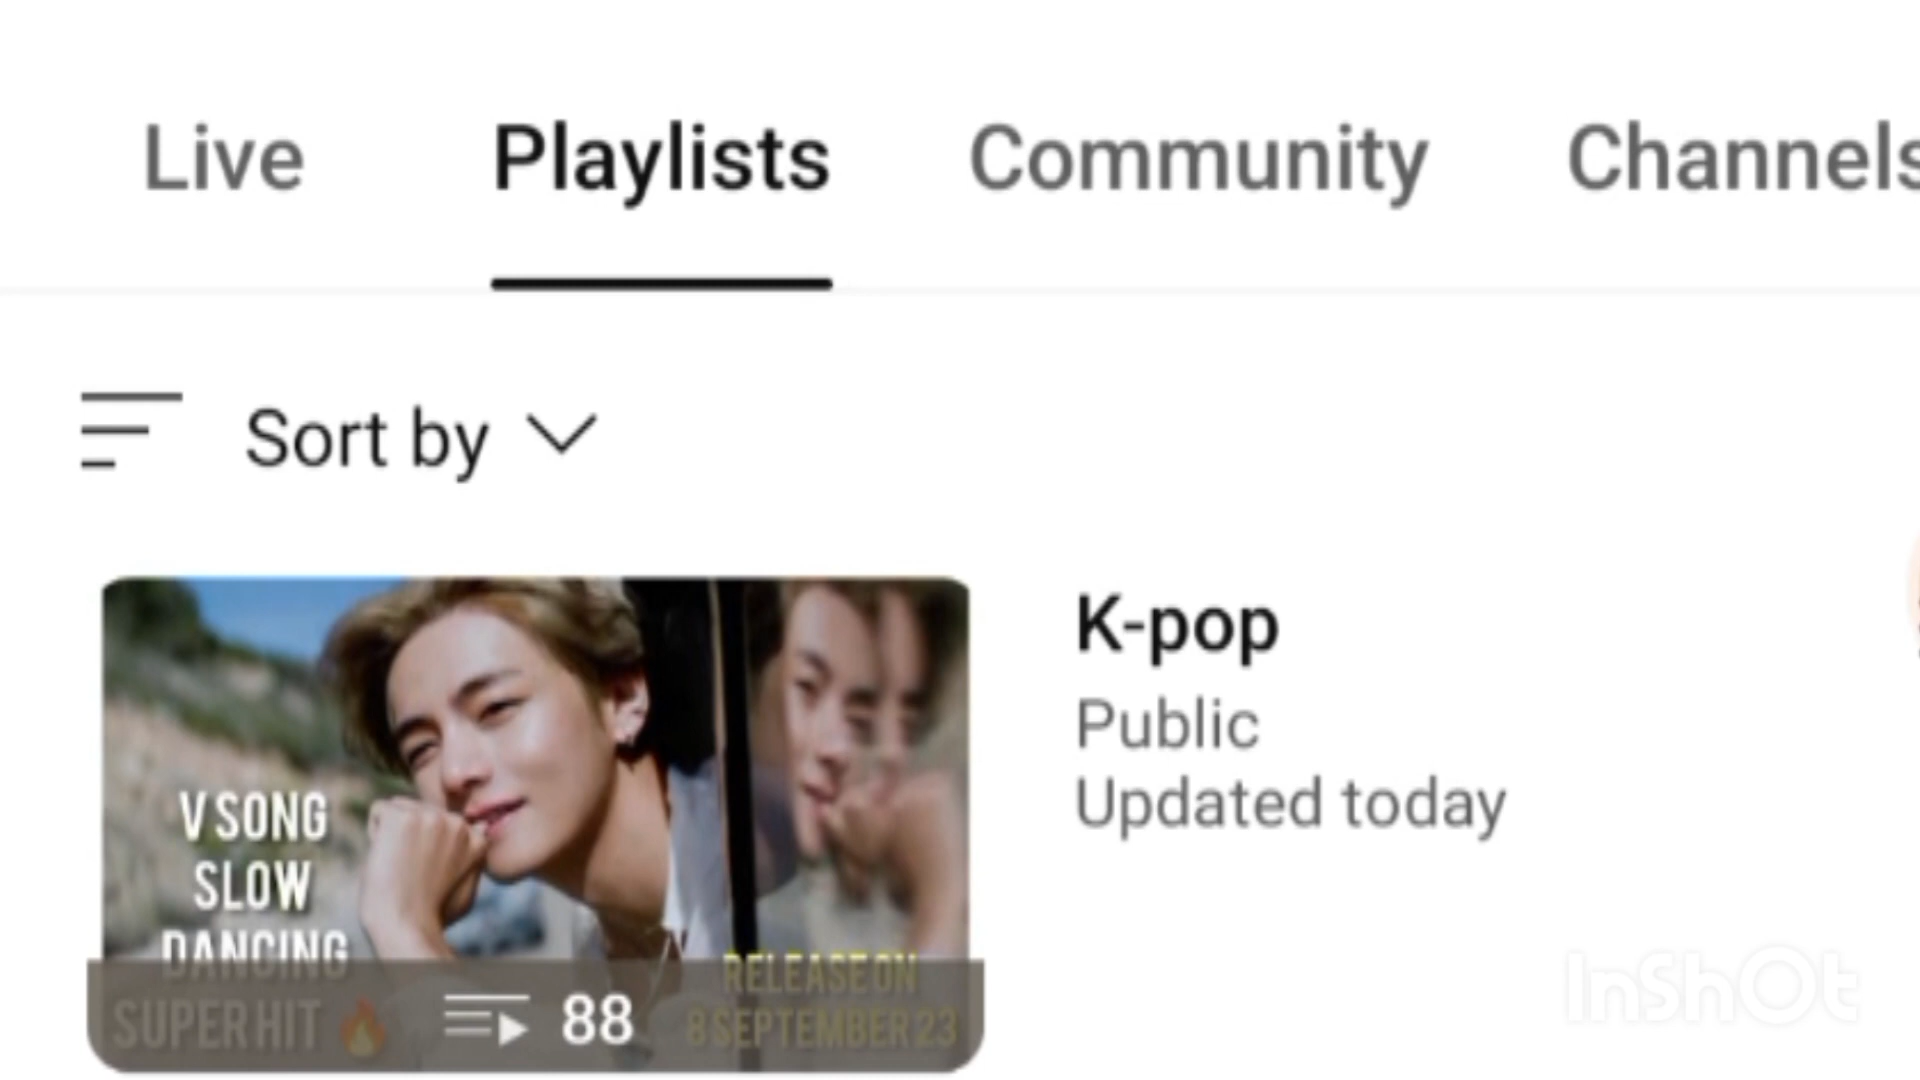 Live Playlists Community Channels
Sort by
K-pop
Public
Updated today
V SONG
SLOW
DANCING
SUPER HIT
88
RELEASE ON
8 SEPTEMBER 23
InShOt